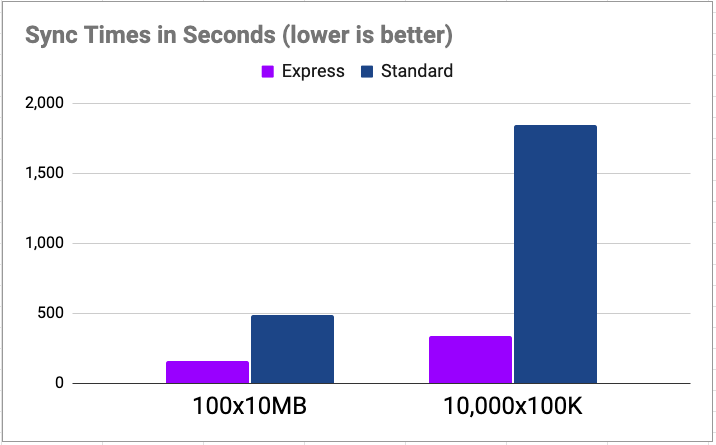 Sync Times in Seconds (lower is better)
Express Standard
2,000
1,500
1,000
500
0
100x10MB 10,000x100K